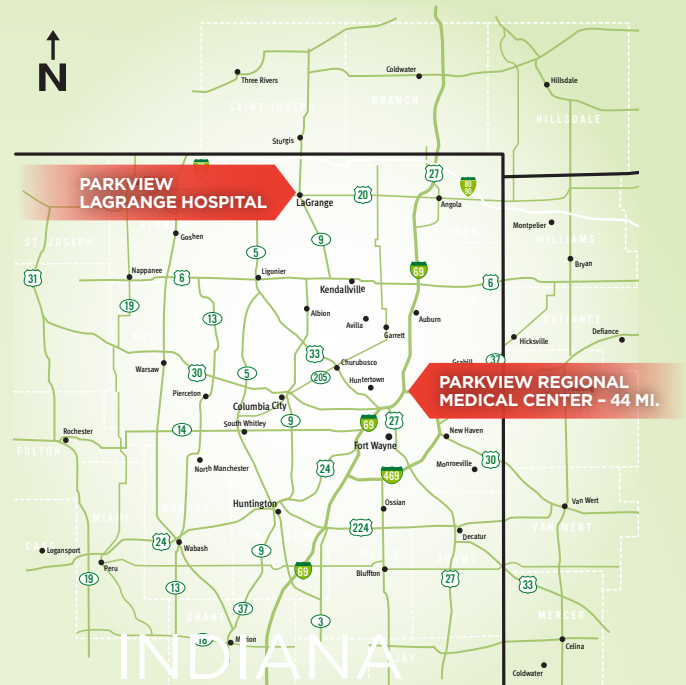 N
Three Rivers
Coldwater
Hillsdale
SAINT JOSEPH
BRANCH
HILLSDALE
Sturgis
PARKVIEW
LAGRANGE HOSPITAL
27
80
90
20
LaGrange
Angola
Montpelier
WILLIAMS
Goshen
ST. JOSEPH
9
5
Bryan
Nappanee
Ligonier
69
31
6
6
Kendallville
19
13
Albion
Avilla
Auburn
Garrett
DEFIANCE
Defiance
Hicksville
33
Churubusco
37
Warsaw
30
5
205
Huntertown
PARKVIEW REGIONAL
MEDICAL CENTER – 44 MI.
Pierceton
Columbia City
9
69
27
South Whitley
14
Rochester
New Haven
Fort Wayne
FULTON
North Manchester
24
469
Monroeville
30
Huntington
Ossian
Van Wert
MIAMI
224
VAN WERT
Decatur
24
Wabash
9
Logansport
Peru
69
Bluffton
19
13
27
33
37
3
GRANT
MERCER
18
Marion
INDIANA
JAY
Celina
Coldwater